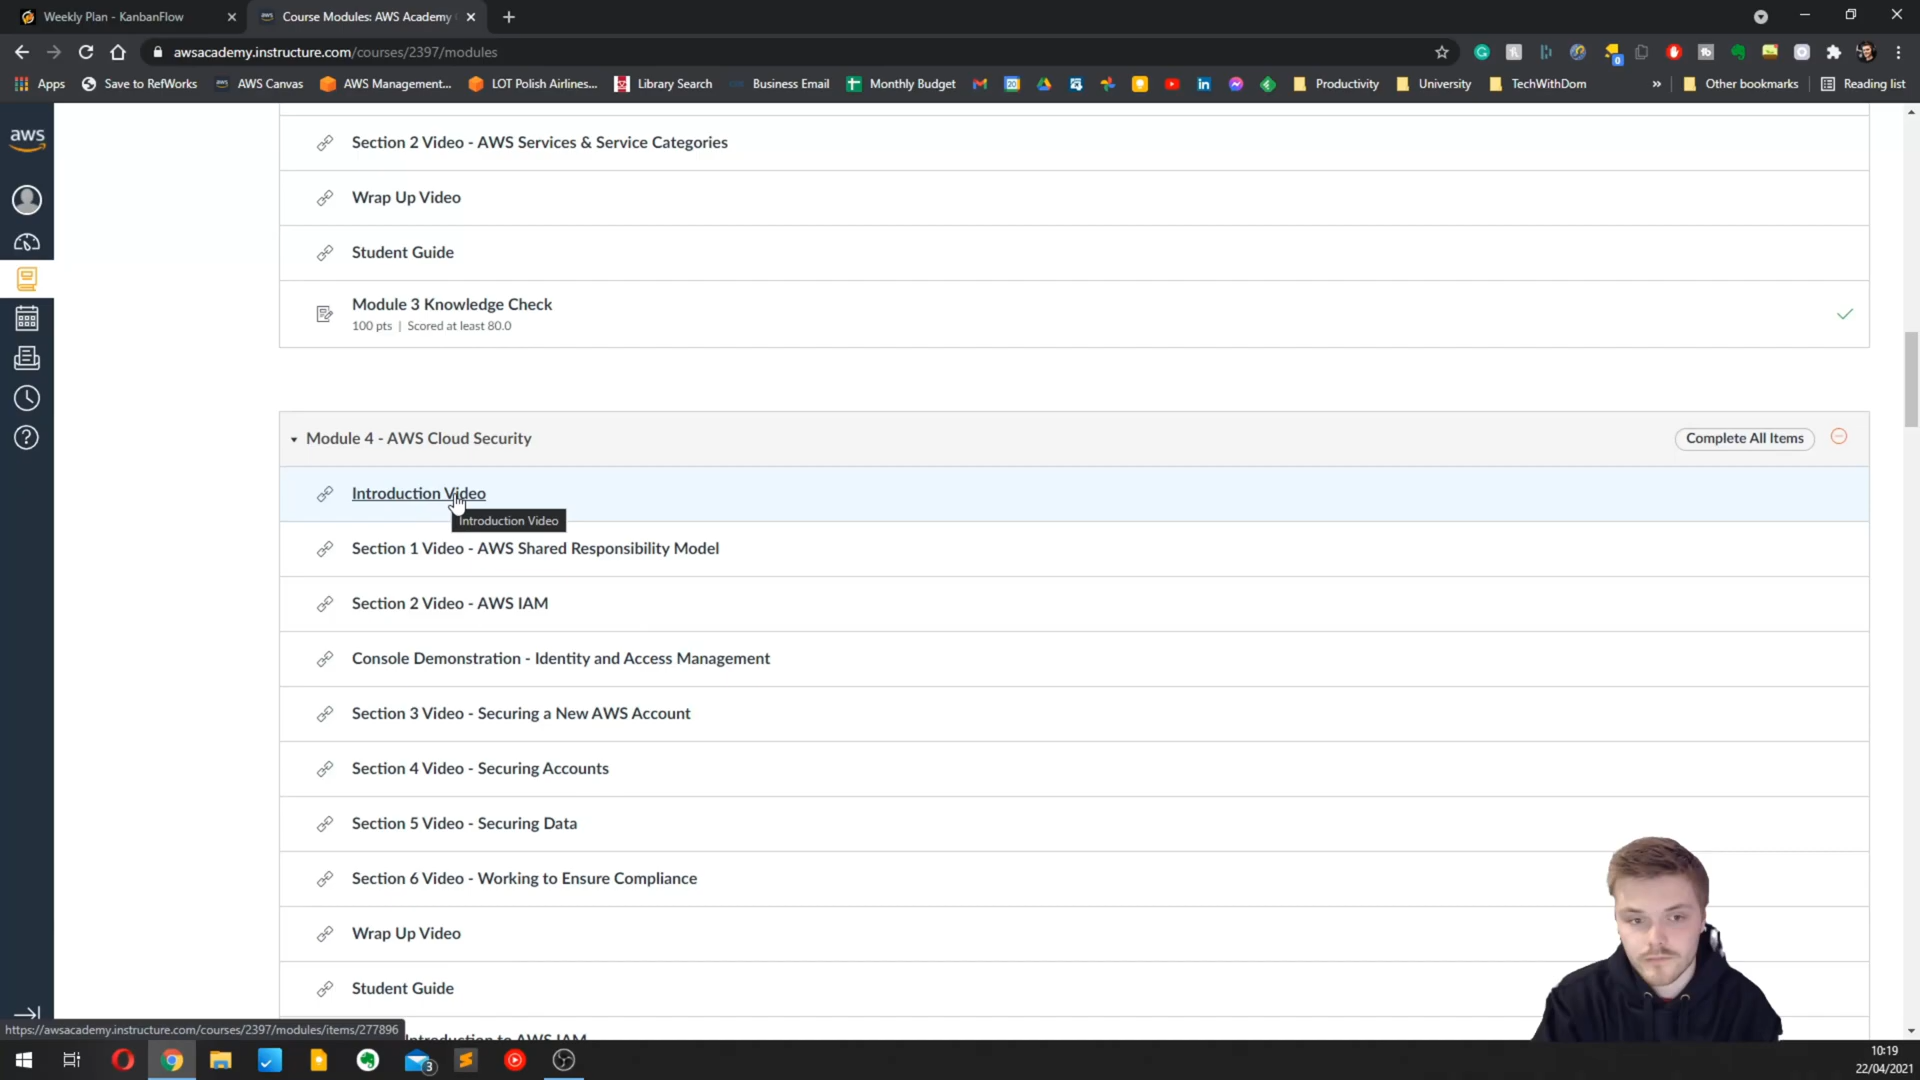 Weekly Plan - KanbanFlow
Course Modules: AWS Academy
awsacademy.instructure.com/courses/2397/modules
Apps
Save to RefWorks
AWS Canvas
AWS Management...
LOT Polish Airlines...
Library Search
Business Email
Monthly Budget
Productivity
University
TechWithDom
»
Other bookmarks
Reading list
aws
Section 2 Video - AWS Services & Service Categories
Wrap Up Video
Student Guide
Module 3 Knowledge Check
100 pts | Scored at least 80.0
Module 4 - AWS Cloud Security
Complete All Items
Introduction Video
Introduction Video
Section 1 Video - AWS Shared Responsibility Model
Section 2 Video - AWS IAM
Console Demonstration - Identity and Access Management
Section 3 Video - Securing a New AWS Account
Section 4 Video - Securing Accounts
Section 5 Video - Securing Data
Section 6 Video - Working to Ensure Compliance
Wrap Up Video
Student Guide
https://awsacademy.instructure.com/courses/2397/modules/items/277896
Introduction to AWS IAM
3
10:19
22/04/2021